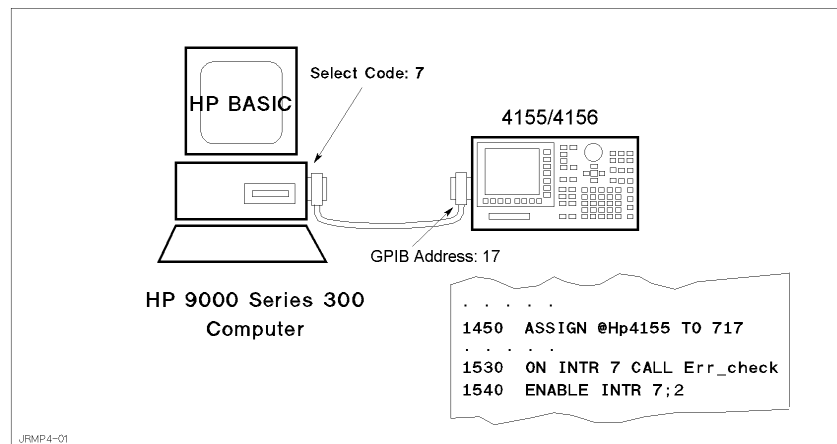 Select Code: 7
HP BASIC
4155/4156
GPIB Address: 17
HP 9000 Series 300
Computer
. . . . .
1450 ASSIGN @Hp4155 TO 717
. . . . .
1530 ON INTR 7 CALL Err_check
1540 ENABLE INTR 7;2
JRMP4-01